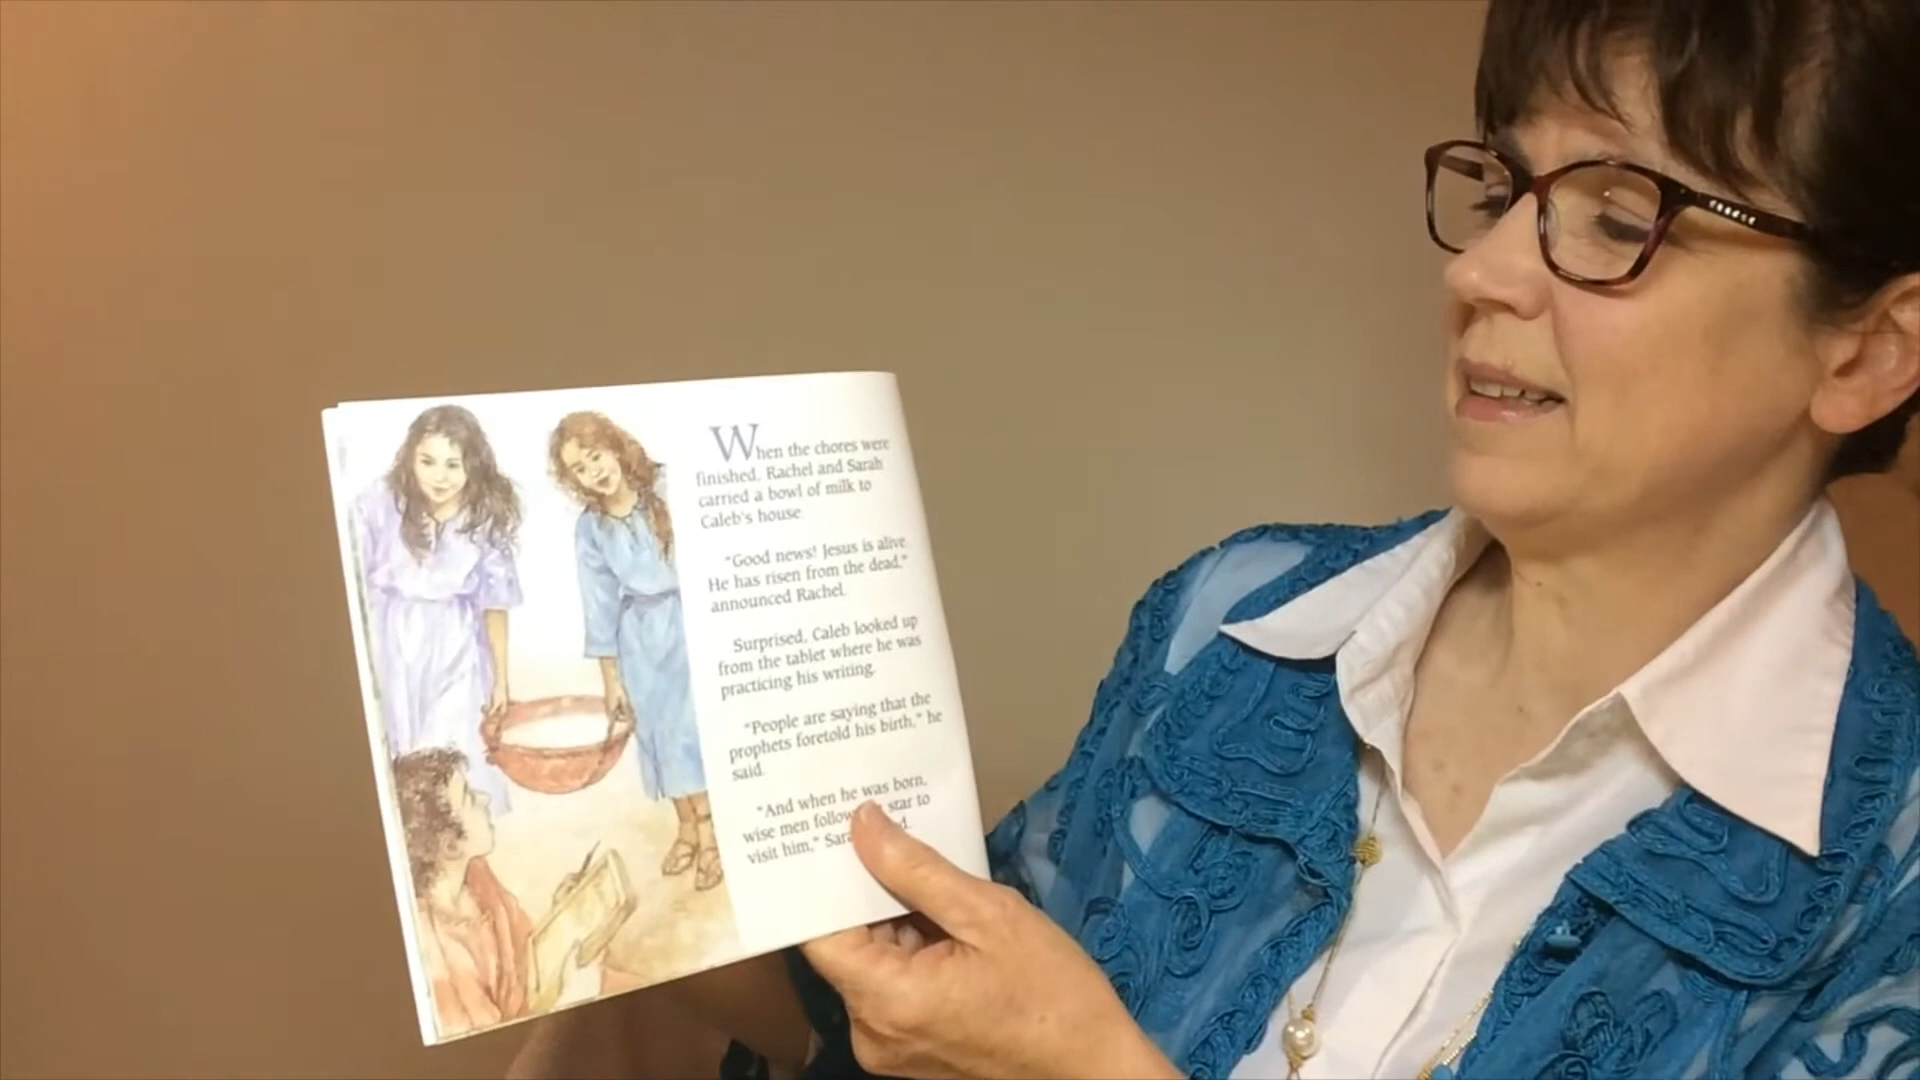 When the chores were
finished, Rachel and Sarah
carried a bowl of milk to
Caleb's house.
"Good news! Jesus is alive.
He has risen from the dead,"
announced Rachel.
Surprised, Caleb looked up
from the tablet where he was
practicing his writing.
"People are saying that the
prophets foretold his birth," he
said.
"And when he was born,
wise men star to
visit him,"